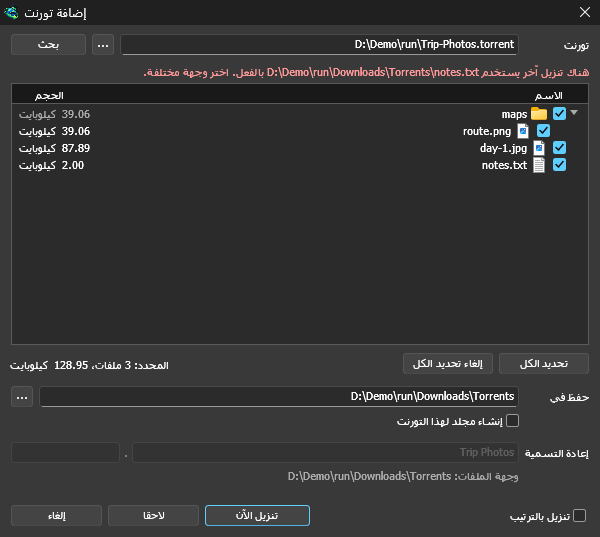 إضافة تورنت
تورنت D:\Demo\run\Trip-Photos.torrent ... بحث
هناك تنزيل آخر يستخدم D:\Demo\run\Downloads\Torrents\notes.txt بالفعل. اختر وجهة مختلفة.
الاسم الحجم
maps 39.06 كيلوبايت
route.png 39.06 كيلوبايت
day-1.jpg 87.89 كيلوبايت
notes.txt 2.00 كيلوبايت
تحديد الكل إلغاء تحديد الكل المحدد: 3 ملفات، 128.95 كيلوبايت
حفظ في D:\Demo\run\Downloads\Torrents ...
إنشاء مجلد لهذا التورنت
إعادة التسمية Trip Photos .
وجهة الملفات: D:\Demo\run\Downloads\Torrents
تنزيل بالترتيب تنزيل الآن لاحقا إلغاء